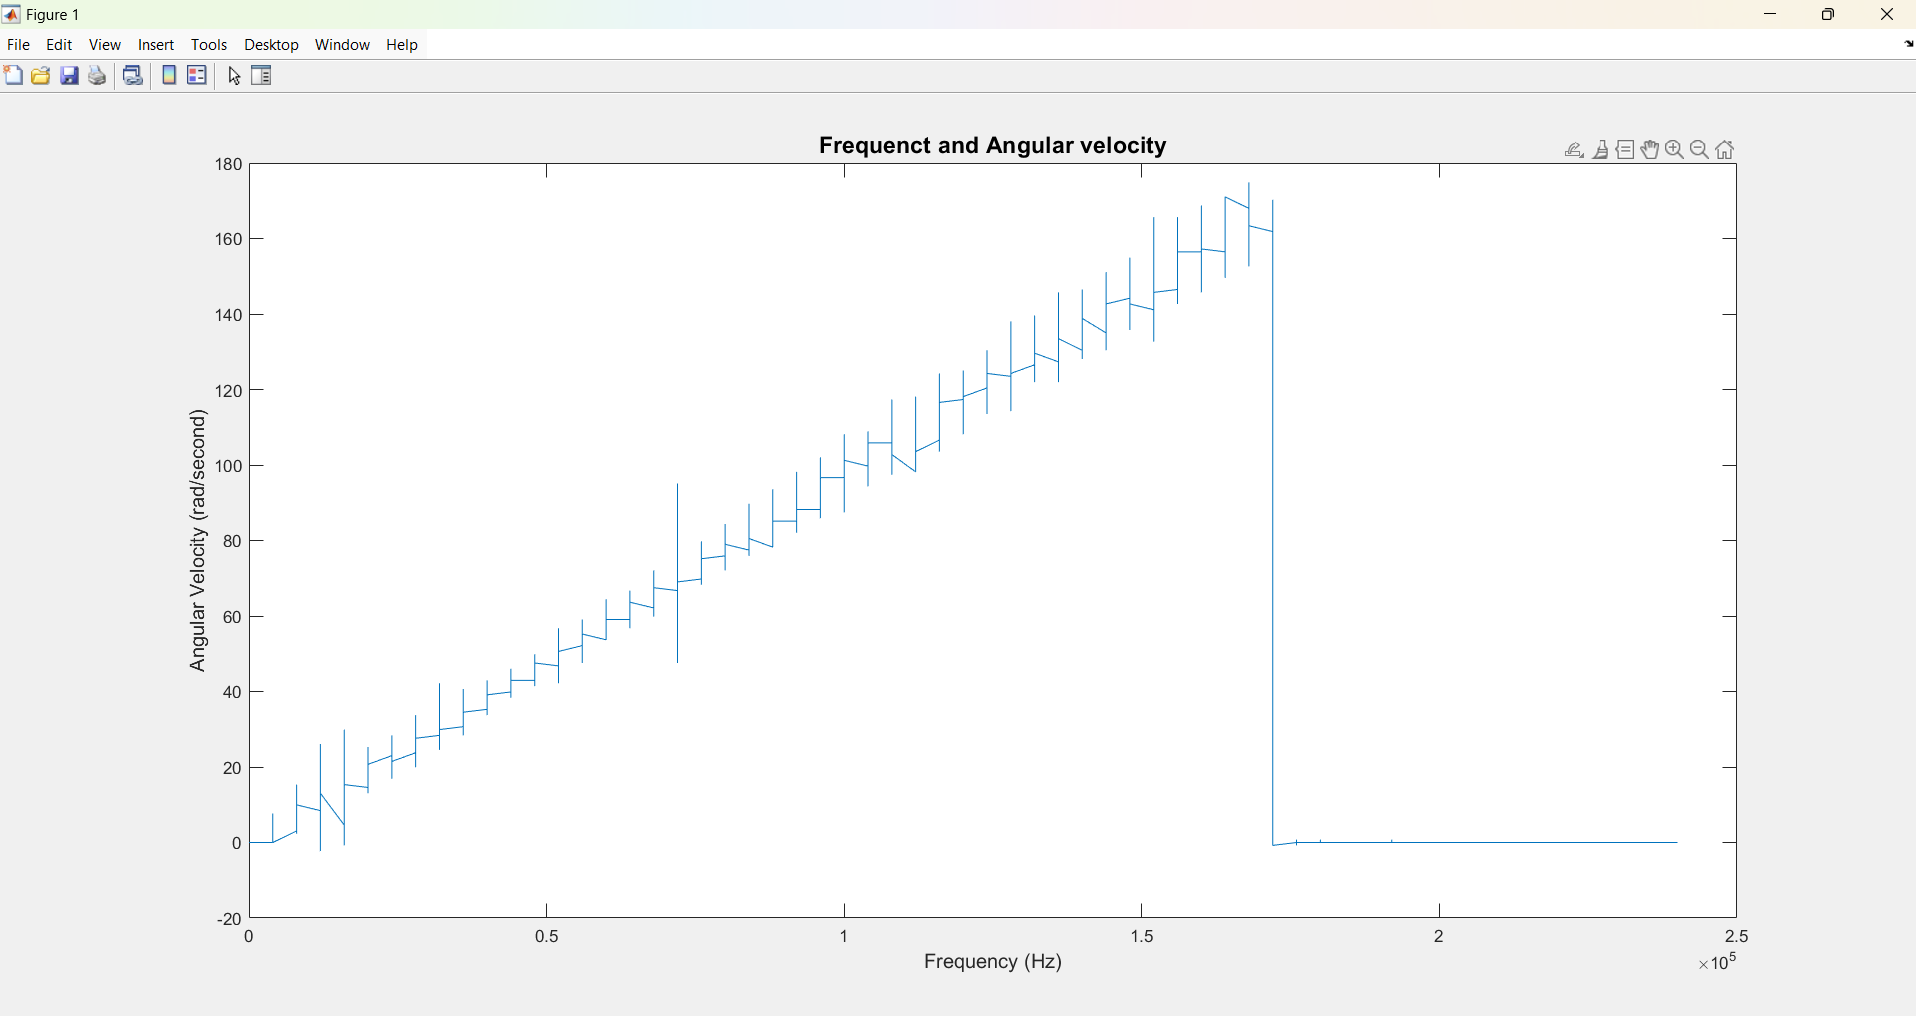 Figure 1
File Edit View Insert Tools Desktop Window Help
Frequenct and Angular velocity
180
160
140
120
100
80
60
40
20
0
-20
Angular Velocity (rad/second)
0 0.5 1 1.5 2 2.5
Frequency (Hz)
×10⁵